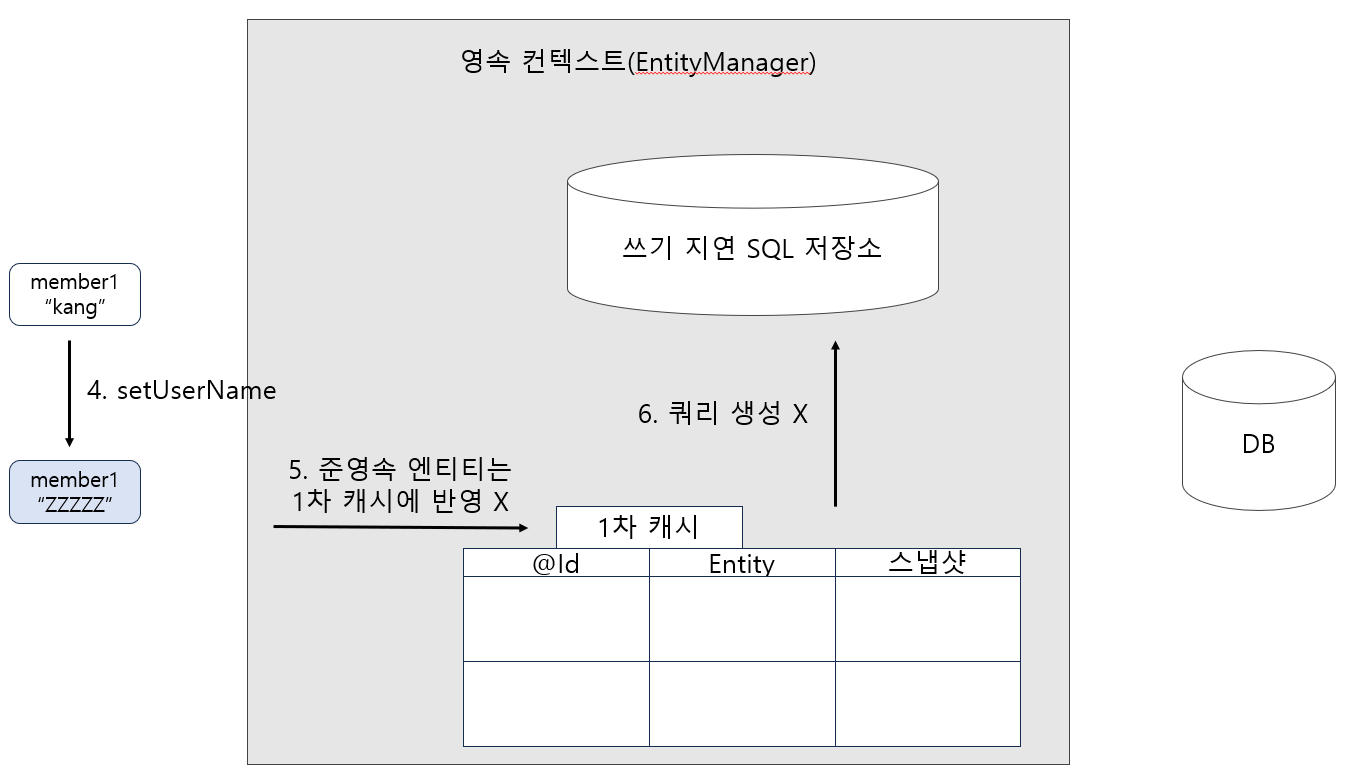 영속 컨텍스트(EntityManager)
쓰기 지연 SQL 저장소
member1
“kang”
4. setUserName
member1
“ZZZZZ”
5. 준영속 엔티티는
1차 캐시에 반영 X
6. 쿼리 생성 X
DB
1차 캐시
@Id
Entity
스냅샷